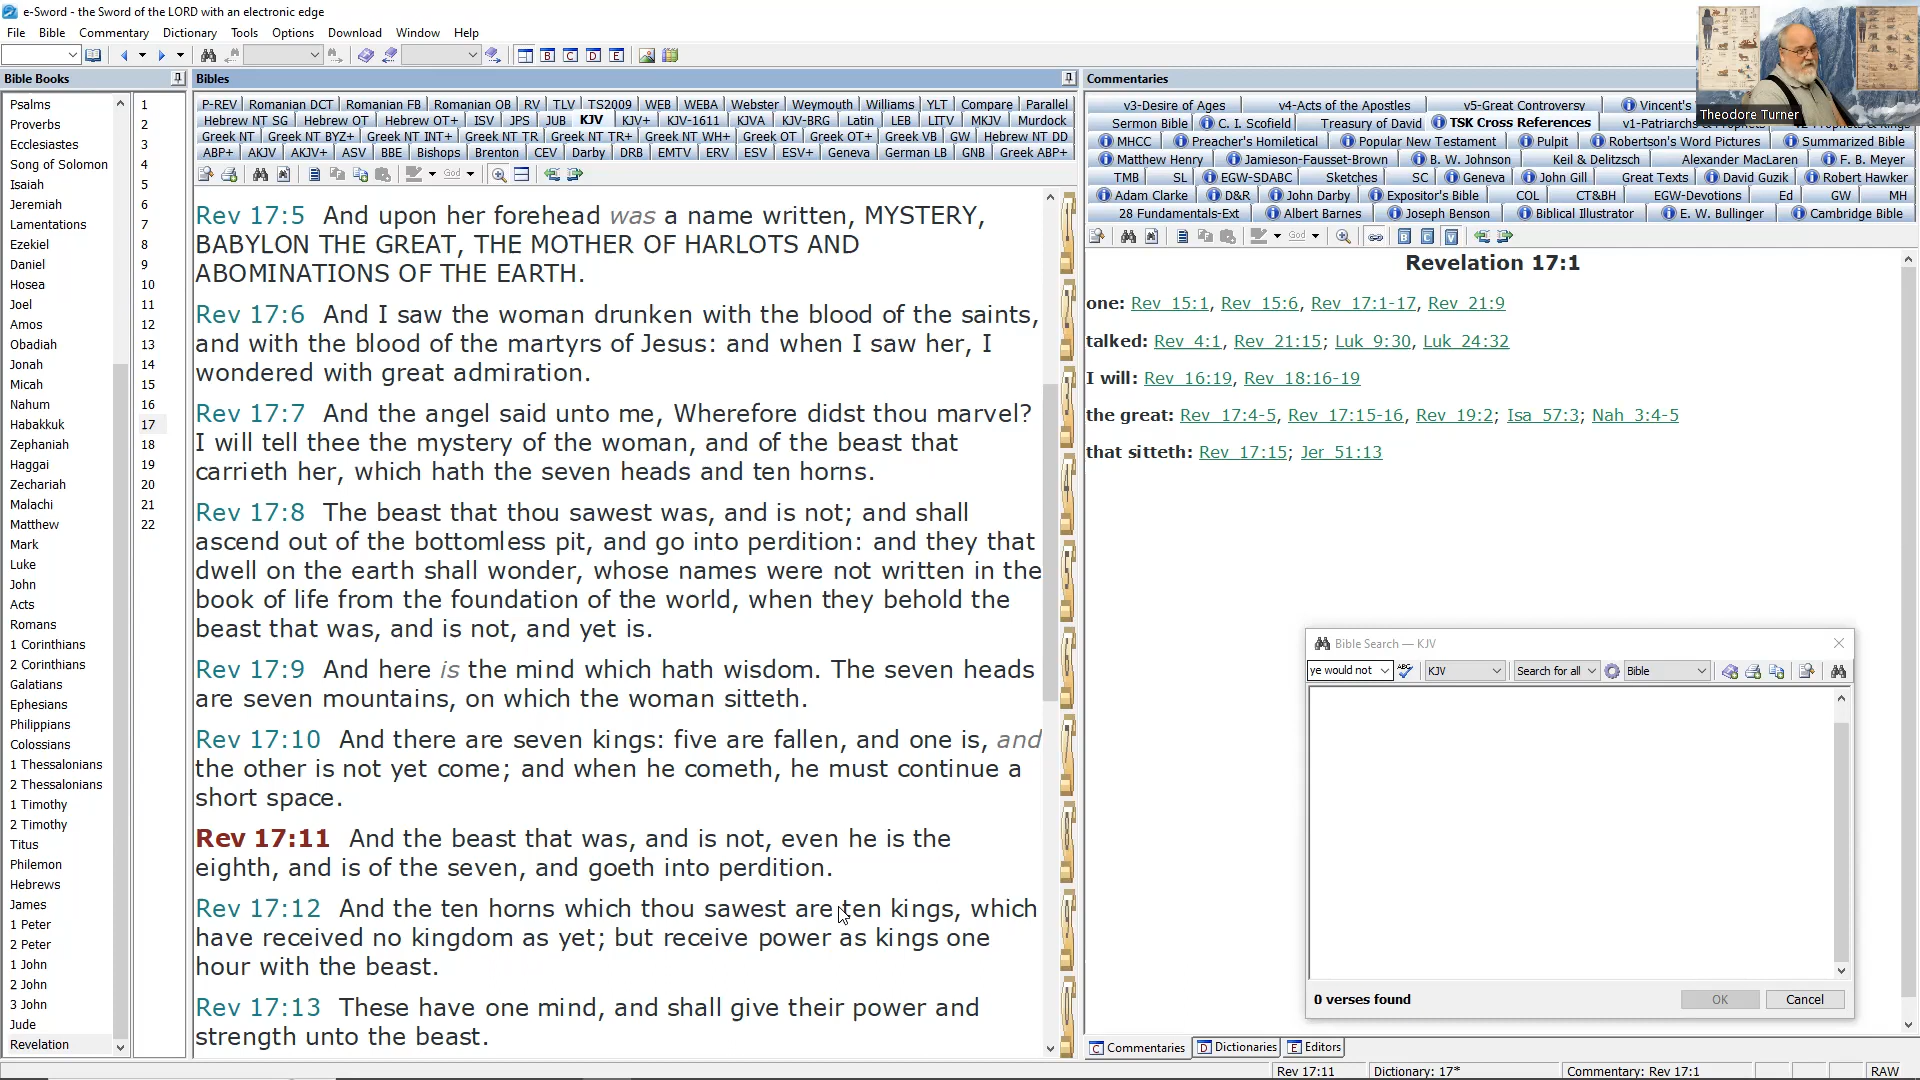 e-Sword - the Sword of the LORD with an electronic edge
File Bible Commentary Dictionary Tools Options Download Window Help
Bible Books
Psalms 1
Proverbs 2
Ecclesiastes 3
Song of Solomon 4
Isaiah 5
Jeremiah 6
Lamentations 7
Ezekiel 8
Daniel 9
Hosea 10
Joel 11
Amos 12
Obadiah 13
Jonah 14
Micah 15
Nahum 16
Habakkuk 17
Zephaniah 18
Haggai 19
Zechariah 20
Malachi 21
Matthew 22
Mark
Luke
John
Acts
Romans
1 Corinthians
2 Corinthians
Galatians
Ephesians
Philippians
Colossians
1 Thessalonians
2 Thessalonians
1 Timothy
2 Timothy
Titus
Philemon
Hebrews
James
1 Peter
2 Peter
1 John
2 John
3 John
Jude
Revelation
Bibles
P-REV Romanian DCT Romanian FB Romanian OB RV TLV TS2009 WEB WEBA Webster Weymouth Williams YLT Compare Parallel
Hebrew NT SG Hebrew OT Hebrew OT+ ISV JPS JUB KJV KJV+ KJV-1611 KJVA KJV-BRG Latin LEB LITV MKJV Murdock
Greek NT Greek NT BYZ+ Greek NT INT+ Greek NT TR Greek NT TR+ Greek NT WH+ Greek OT Greek OT+ Greek VB GW Hebrew NT DD
ABP+ AKJV AKJV+ ASV BBE Bishops Brenton CEV Darby DRB EMTV ERV ESV ESV+ Geneva German LB GNB Greek ABP+
God
Rev 17:5 And upon her forehead was a name written, MYSTERY,
BABYLON THE GREAT, THE MOTHER OF HARLOTS AND
ABOMINATIONS OF THE EARTH.
Rev 17:6 And I saw the woman drunken with the blood of the saints,
and with the blood of the martyrs of Jesus: and when I saw her, I
wondered with great admiration.
Rev 17:7 And the angel said unto me, Wherefore didst thou marvel?
I will tell thee the mystery of the woman, and of the beast that
carrieth her, which hath the seven heads and ten horns.
Rev 17:8 The beast that thou sawest was, and is not; and shall
ascend out of the bottomless pit, and go into perdition: and they that
dwell on the earth shall wonder, whose names were not written in the
book of life from the foundation of the world, when they behold the
beast that was, and is not, and yet is.
Rev 17:9 And here is the mind which hath wisdom. The seven heads
are seven mountains, on which the woman sitteth.
Rev 17:10 And there are seven kings: five are fallen, and one is, and
the other is not yet come; and when he cometh, he must continue a
short space.
Rev 17:11 And the beast that was, and is not, even he is the
eighth, and is of the seven, and goeth into perdition.
Rev 17:12 And the ten horns which thou sawest are ten kings, which
have received no kingdom as yet; but receive power as kings one
hour with the beast.
Rev 17:13 These have one mind, and shall give their power and
strength unto the beast.
Commentaries
v3-Desire of Ages v4-Acts of the Apostles v5-Great Controversy Vincent's
Sermon Bible C. I. Scofield Treasury of David TSK Cross References v1-Patriarchs
MHCC Preacher's Homiletical Popular New Testament Pulpit Robertson's Word Pictures Summarized Bible
Matthew Henry Jamieson-Fausset-Brown B. W. Johnson Keil & Delitzsch Alexander MacLaren F. B. Meyer
TMB SL EGW-SDABC Sketches SC Geneva John Gill Great Texts David Guzik Robert Hawker
Adam Clarke D&R John Darby Expositor's Bible COL CT&BH EGW-Devotions Ed GW MH
28 Fundamentals-Ext Albert Barnes Joseph Benson Biblical Illustrator E. W. Bullinger Cambridge Bible
God
Revelation 17:1
one: Rev 15:1, Rev 15:6, Rev 17:1-17, Rev 21:9
talked: Rev 4:1, Rev 21:15; Luk 9:30, Luk 24:32
I will: Rev 16:19, Rev 18:16-19
the great: Rev 17:4-5, Rev 17:15-16, Rev 19:2; Isa 57:3; Nah 3:4-5
that sitteth: Rev 17:15; Jer 51:13
Theodore Turner
Bible Search — KJV
ye would not KJV Search for all Bible
0 verses found OK Cancel
Commentaries Dictionaries Editors
Rev 17:11 Dictionary: 17* Commentary: Rev 17:1 RAW